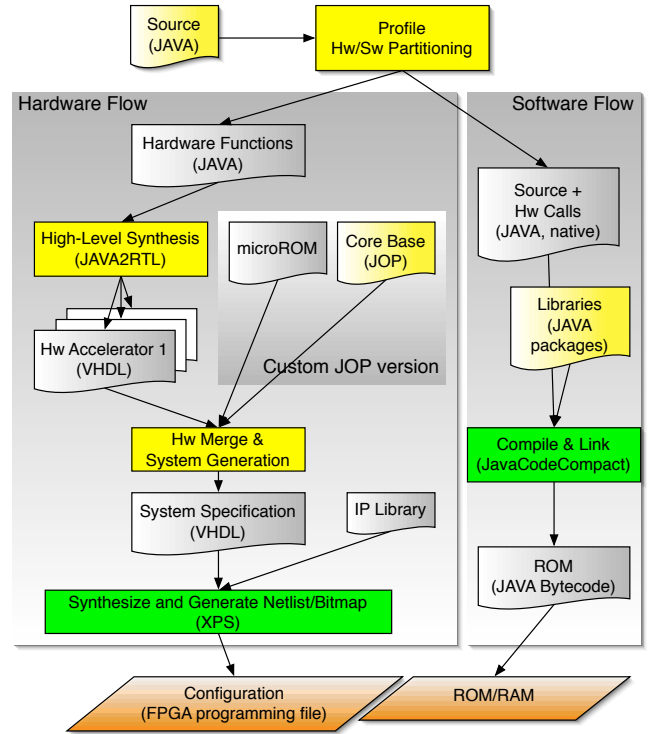 Source
(JAVA)
Profile
Hw/Sw Partitioning
Hardware Flow
Software Flow
Hardware Functions
(JAVA)
Source +
Hw Calls
(JAVA, native)
High-Level Synthesis
(JAVA2RTL)
microROM
Core Base
(JOP)
Libraries
(JAVA
packages)
Hw Accelerator 1
(VHDL)
Custom JOP version
Hw Merge &
System Generation
Compile & Link
(JavaCodeCompact)
System Specification
(VHDL)
IP Library
ROM
(JAVA Bytecode)
Synthesize and Generate Netlist/Bitmap
(XPS)
Configuration
(FPGA programming file)
ROM/RAM